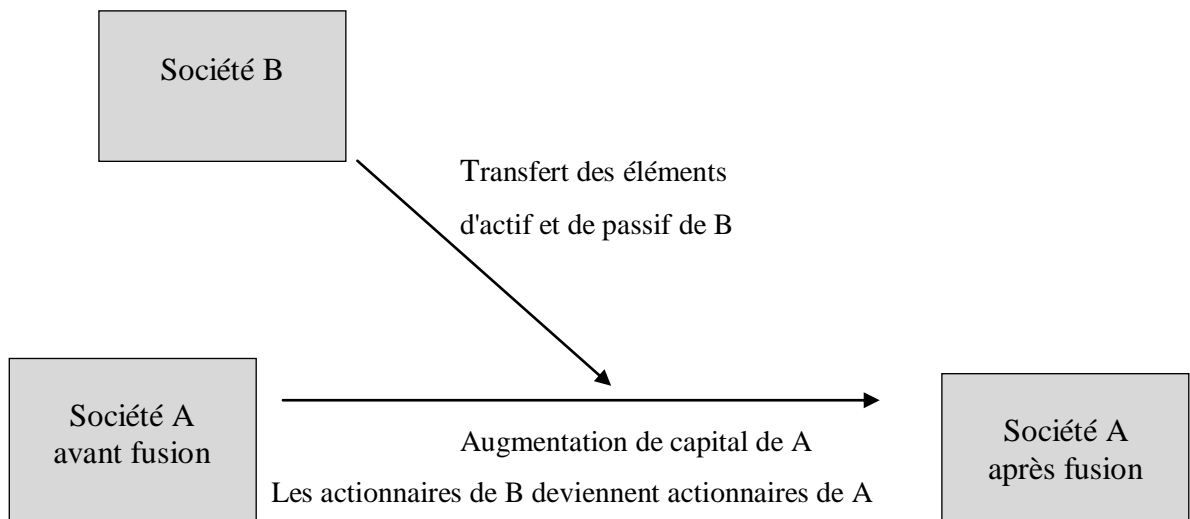 Société B
Transfert des éléments
d'actif et de passif de B
Société A
avant fusion
Augmentation de capital de A
Les actionnaires de B deviennent actionnaires de A
Société A
après fusion